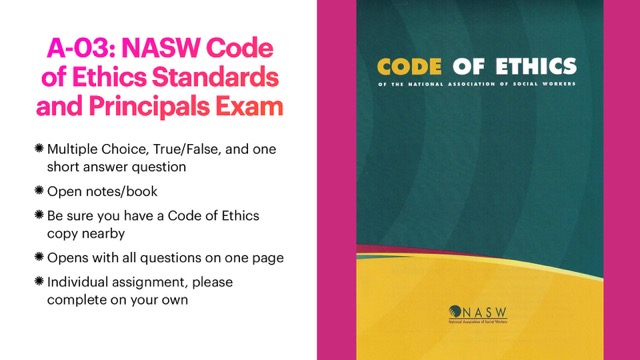 A-03: NASW Code
of Ethics Standards
and Principals Exam
Multiple Choice, True/False, and one
short answer question
Open notes/book
Be sure you have a Code of Ethics
copy nearby
Opens with all questions on one page
Individual assignment, please
complete on your own
CODE OF ETHICS
OF THE NATIONAL ASSOCIATION OF SOCIAL WORKERS
NASW
National Association of Social Workers